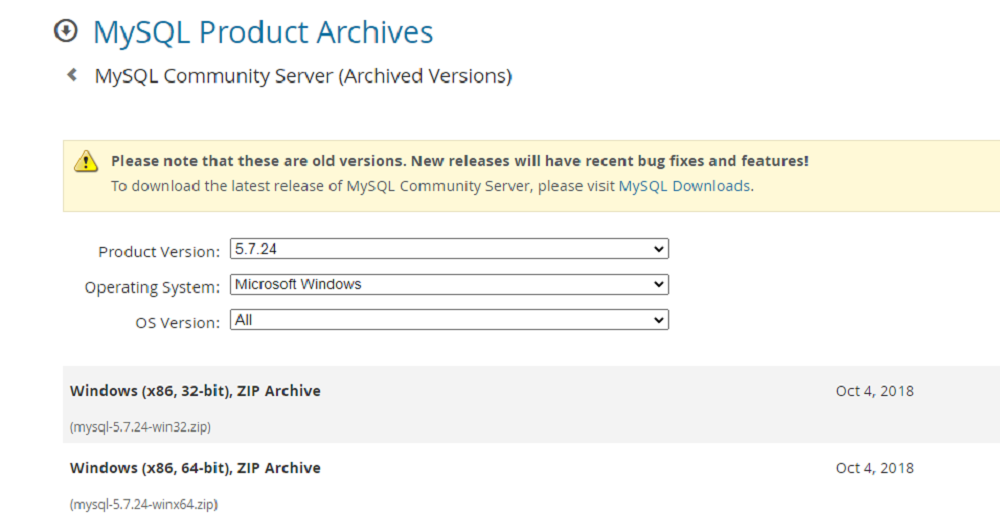 MySQL Product Archives
MySQL Community Server (Archived Versions)
Please note that these are old versions. New releases will have recent bug fixes and features!
To download the latest release of MySQL Community Server, please visit MySQL Downloads.
Product Version: 5.7.24
Operating System: Microsoft Windows
OS Version: All
Windows (x86, 32-bit), ZIP Archive Oct 4, 2018
(mysql-5.7.24-win32.zip)
Windows (x86, 64-bit), ZIP Archive Oct 4, 2018
(mysql-5.7.24-winx64.zip)